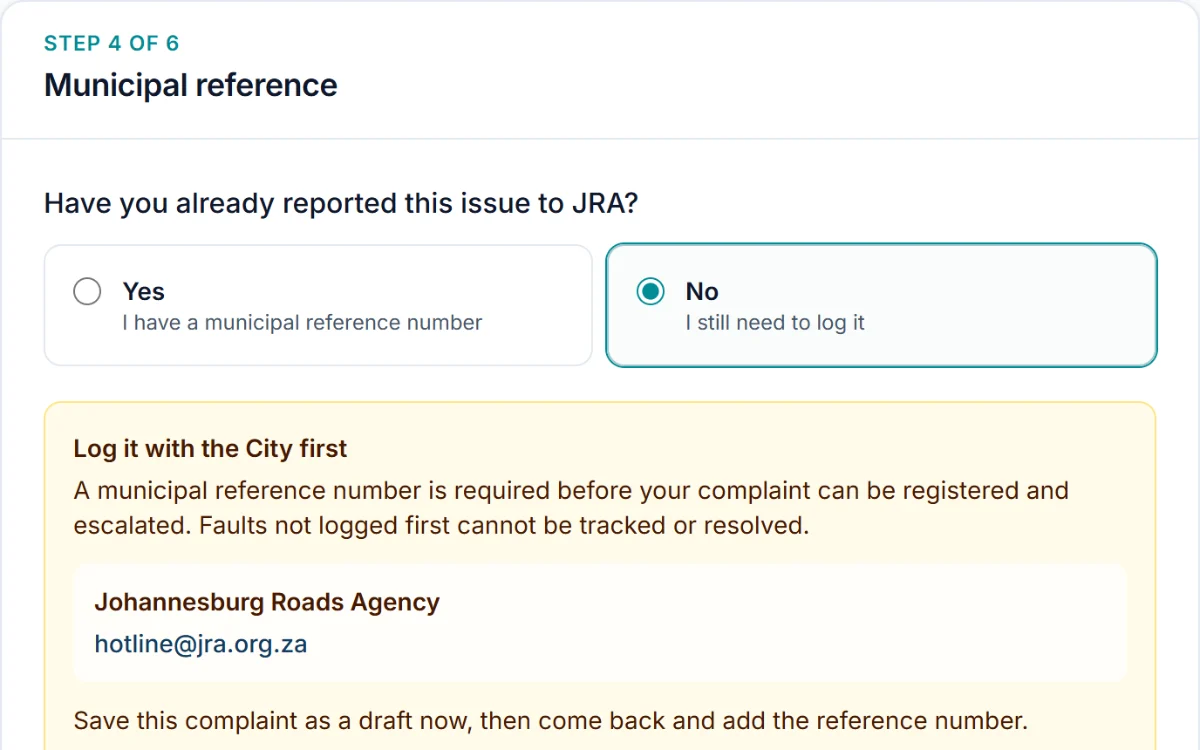 STEP 4 OF 6
Municipal reference
Have you already reported this issue to JRA?
Yes
I have a municipal reference number
No
I still need to log it
Log it with the City first
A municipal reference number is required before your complaint can be registered and
escalated. Faults not logged first cannot be tracked or resolved.
Johannesburg Roads Agency
hotline@jra.org.za
Save this complaint as a draft now, then come back and add the reference number.